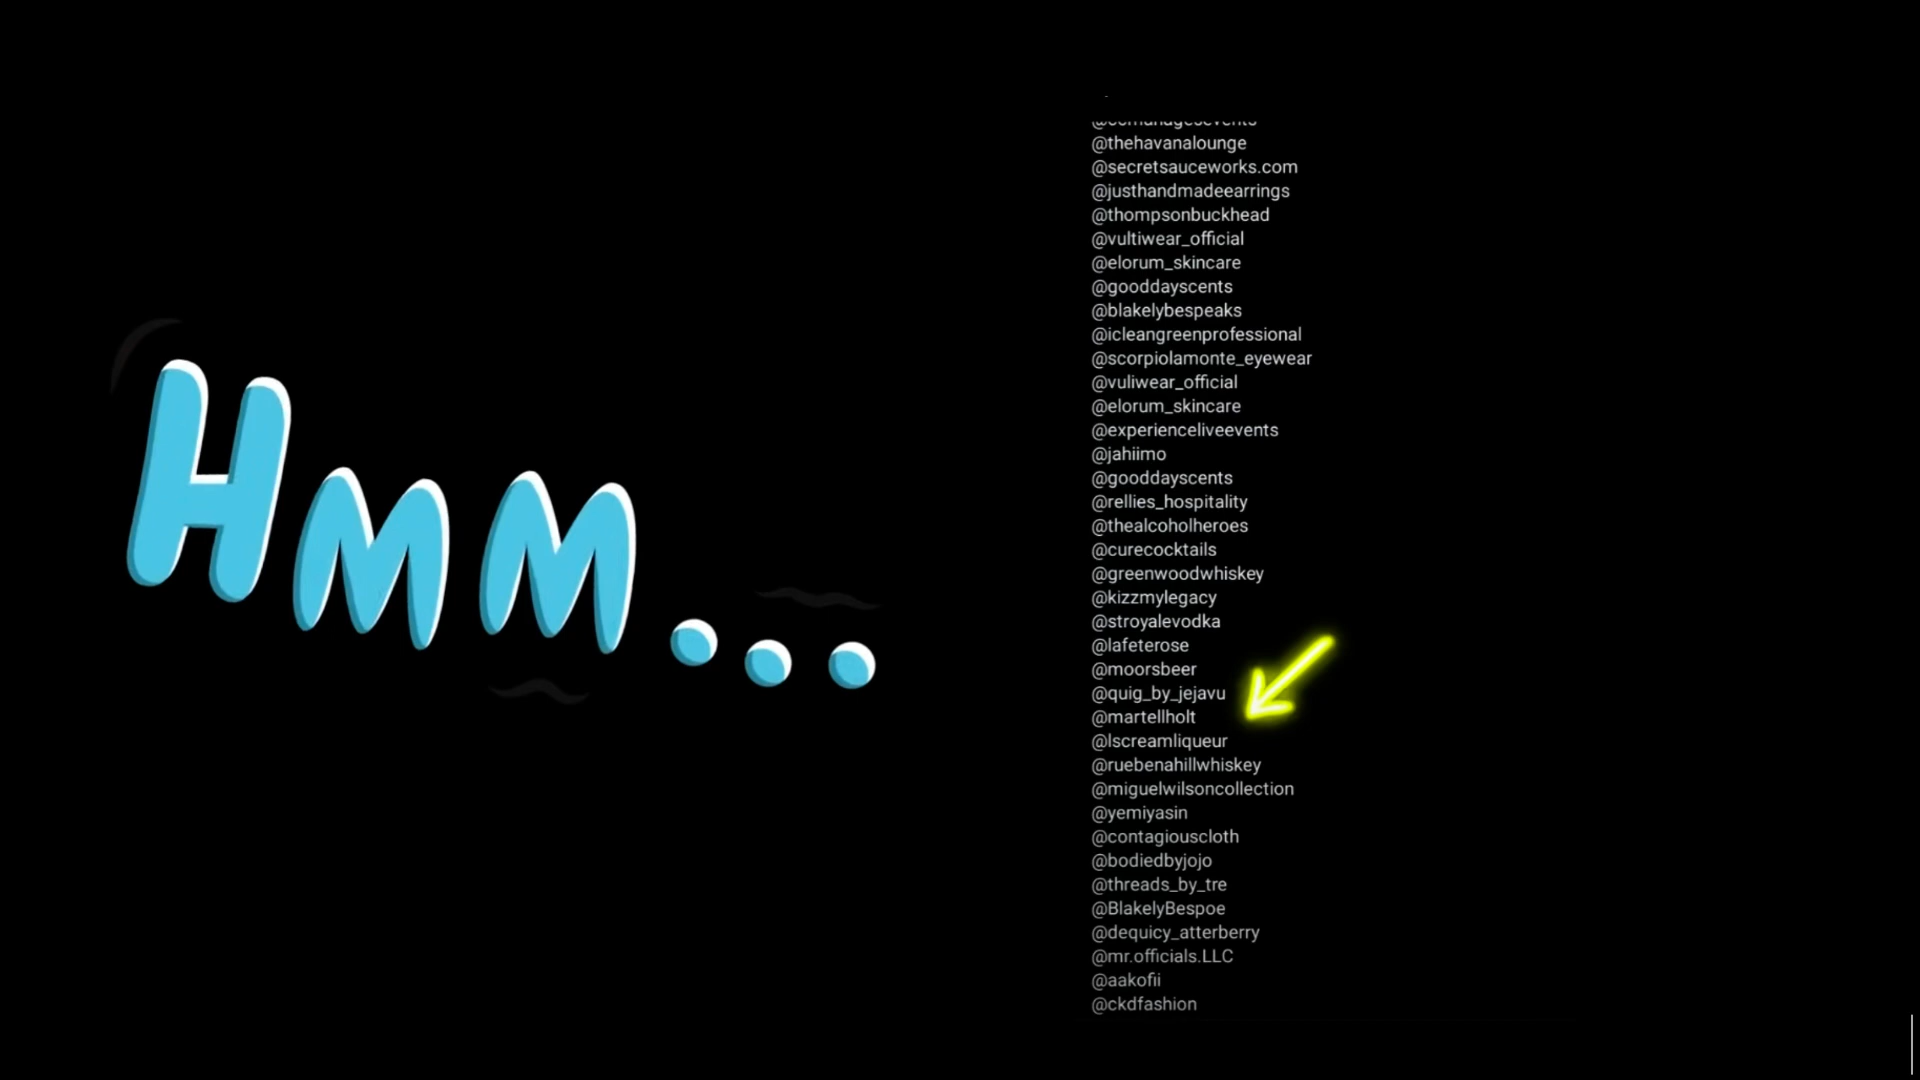 Hmm...
@thehavanalounge
@secretsauceworks.com
@justhandmadeearrings
@thompsonbuckhead
@vultiwear_official
@elorum_skincare
@gooddayscents
@blakelybespeaks
@icleangreenprofessional
@scorpiolamonte_eyewear
@vuliwear_official
@elorum_skincare
@experienceliveevents
@jahiimo
@gooddayscents
@rellies_hospitality
@thealcoholheroes
@curecocktails
@greenwoodwhiskey
@kizzmylegacy
@stroyalevodka
@lafeterose
@moorsbeer
@quig_by_jejavu
@martellholt
@lscreamliqueur
@ruebenahillwhiskey
@miguelwilsoncollection
@yemiyasin
@contagiouscloth
@bodiedbyjojo
@threads_by_tre
@BlakelyBespoe
@dequicy_atterberry
@mr.officials.LLC
@aakofii
@ckdfashion